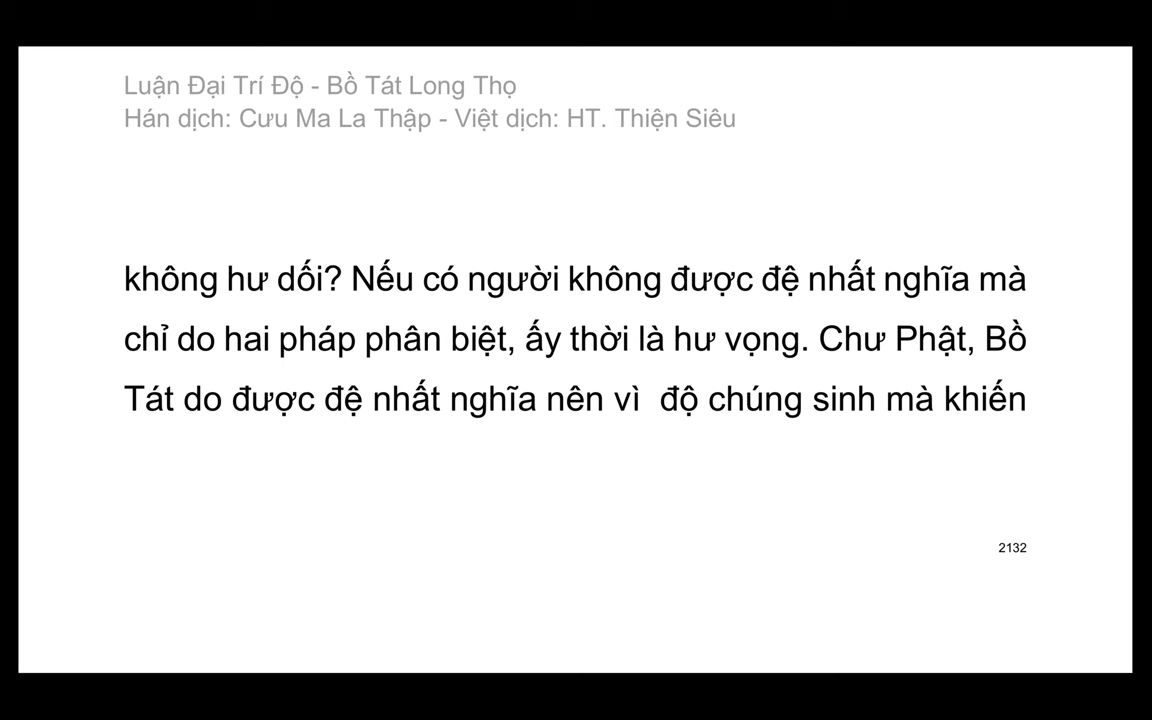 Luận Đại Trí Độ - Bồ Tát Long Thọ
Hán dịch: Cưu Ma La Thập - Việt dịch: HT. Thiện Siêu
không hư dối? Nếu có người không được đệ nhất nghĩa mà
chỉ do hai pháp phân biệt, ấy thời là hư vọng. Chư Phật, Bồ
Tát do được đệ nhất nghĩa nên vì  độ chúng sinh mà khiến
2132